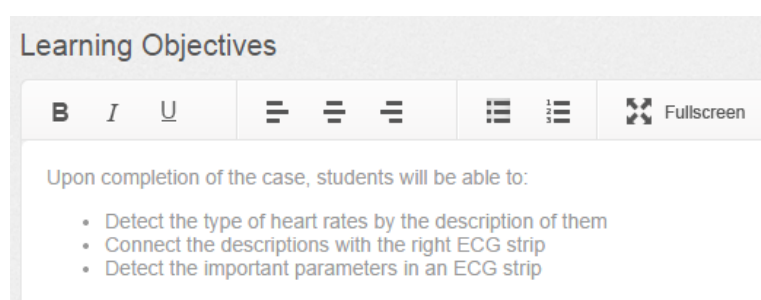 Learning Objectives
B I U Fullscreen
Upon completion of the case, students will be able to:
• Detect the type of heart rates by the description of them
• Connect the descriptions with the right ECG strip
• Detect the important parameters in an ECG strip